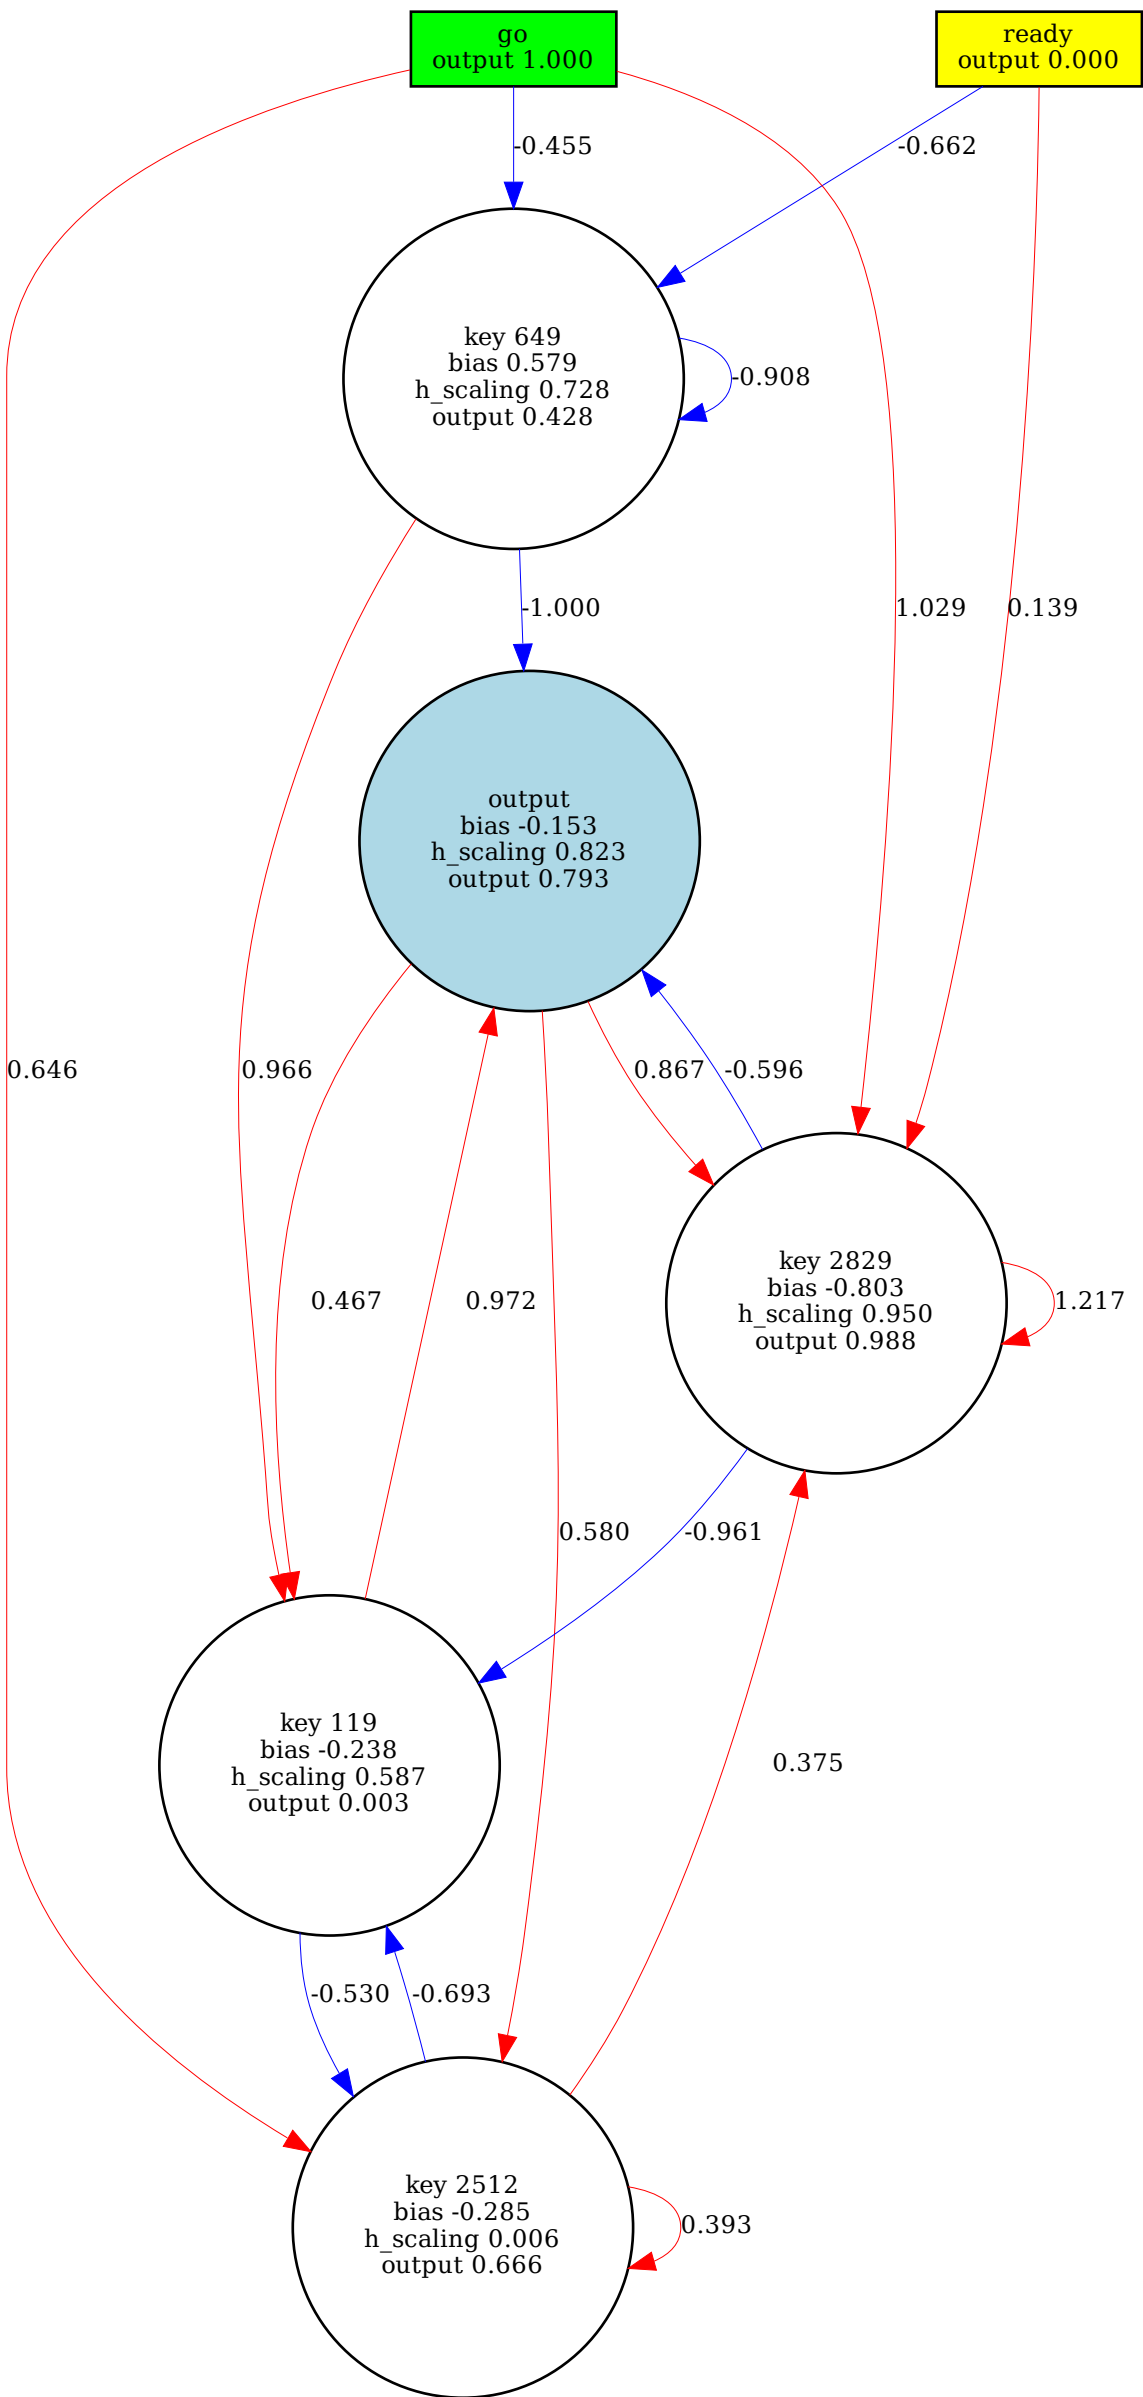 go
output 1.000
ready
output 0.000
-0.455
-0.662
key 649
bias 0.579
h_scaling 0.728
output 0.428
-0.908
-1.000
1.029
0.139
output
bias -0.153
h_scaling 0.823
output 0.793
0.646
0.966
0.867
-0.596
key 2829
bias -0.803
h_scaling 0.950
output 0.988
0.467
0.972
1.217
0.580
-0.961
key 119
bias -0.238
h_scaling 0.587
output 0.003
0.375
-0.530
-0.693
key 2512
bias -0.285
h_scaling 0.006
output 0.666
0.393